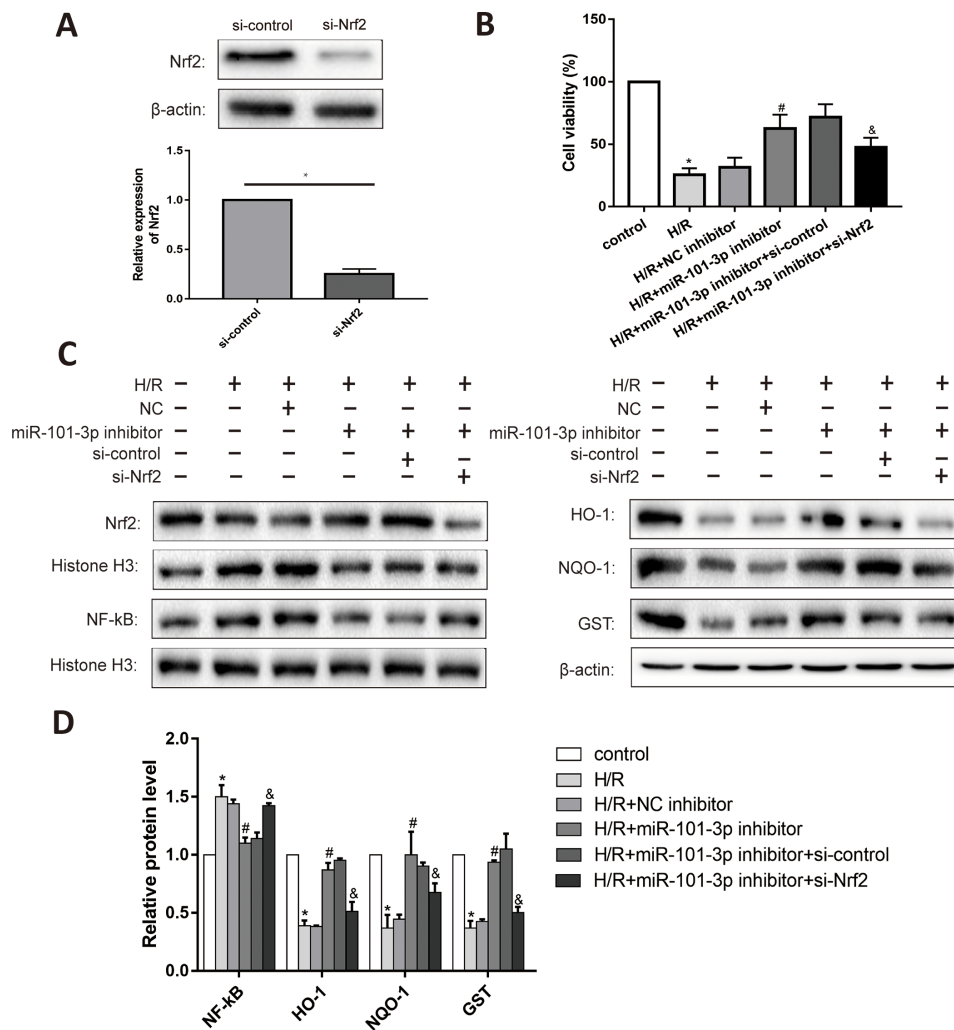 A
si-control si-Nrf2
Nrf2:
β-actin:
Relative expression
of Nrf2
1.5
1.0
0.5
0.0
*
si-control
si-Nrf2
B
Cell viability (%)
150
100
50
0
*
#
&
control
H/R
H/R+NC inhibitor
H/R+miR-101-3p inhibitor
H/R+miR-101-3p inhibitor+si-control
H/R+miR-101-3p inhibitor+si-Nrf2
C
H/R − + + + + +
NC − − + − − −
miR-101-3p inhibitor − − − + + +
si-control − − − − + −
si-Nrf2 − − − − − +
Nrf2:
Histone H3:
NF-kB:
Histone H3:
H/R − + + + + +
NC − − + − − −
miR-101-3p inhibitor − − − + + +
si-control − − − − + −
si-Nrf2 − − − − − +
HO-1:
NQO-1:
GST:
β-actin:
D
Relative protein level
2.0
1.5
1.0
0.5
0.0
* # &
* # &
* # &
* # &
NF-kB
HO-1
NQO-1
GST
control
H/R
H/R+NC inhibitor
H/R+miR-101-3p inhibitor
H/R+miR-101-3p inhibitor+si-control
H/R+miR-101-3p inhibitor+si-Nrf2